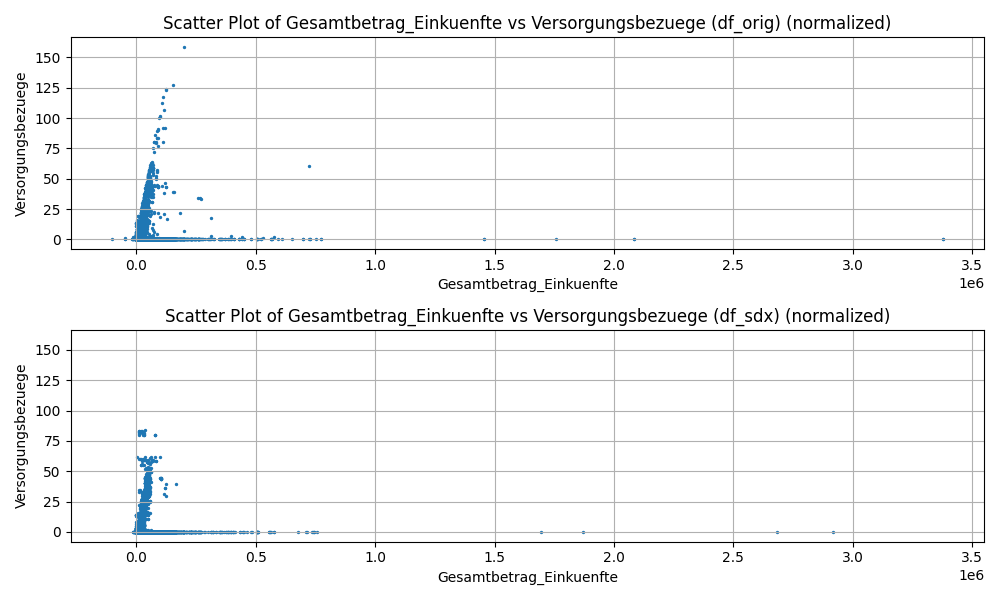 Scatter Plot of Gesamtbetrag_Einkuenfte vs Versorgungsbezuege (df_orig) (normalized)
150
125
100
75
50
25
0
Versorgungsbezuege
0.0 0.5 1.0 1.5 2.0 2.5 3.0 3.5
1e6
Gesamtbetrag_Einkuenfte
Scatter Plot of Gesamtbetrag_Einkuenfte vs Versorgungsbezuege (df_sdx) (normalized)
150
125
100
75
50
25
0
Versorgungsbezuege
0.0 0.5 1.0 1.5 2.0 2.5 3.0 3.5
1e6
Gesamtbetrag_Einkuenfte